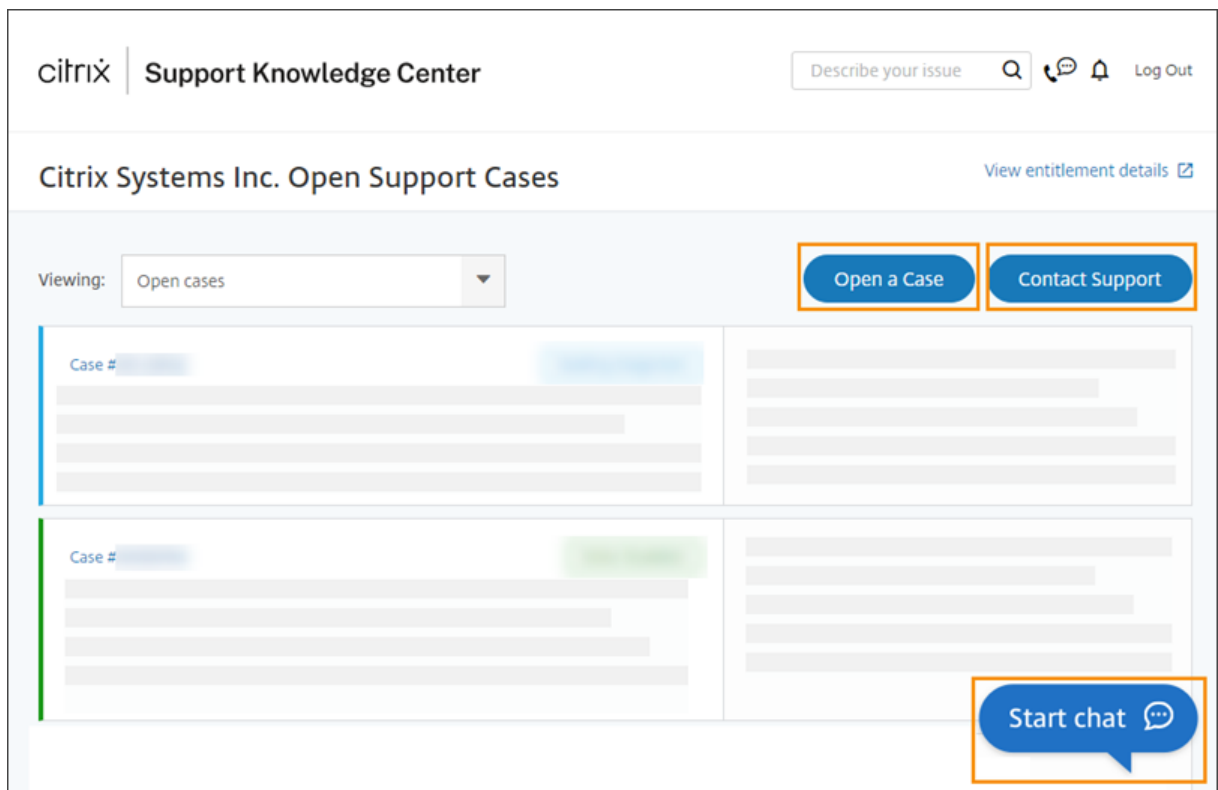 citrix Support Knowledge Center
Describe your issue
Log Out
Citrix Systems Inc. Open Support Cases
View entitlement details
Viewing: Open cases
Open a Case
Contact Support
Case #
Case #
Start chat